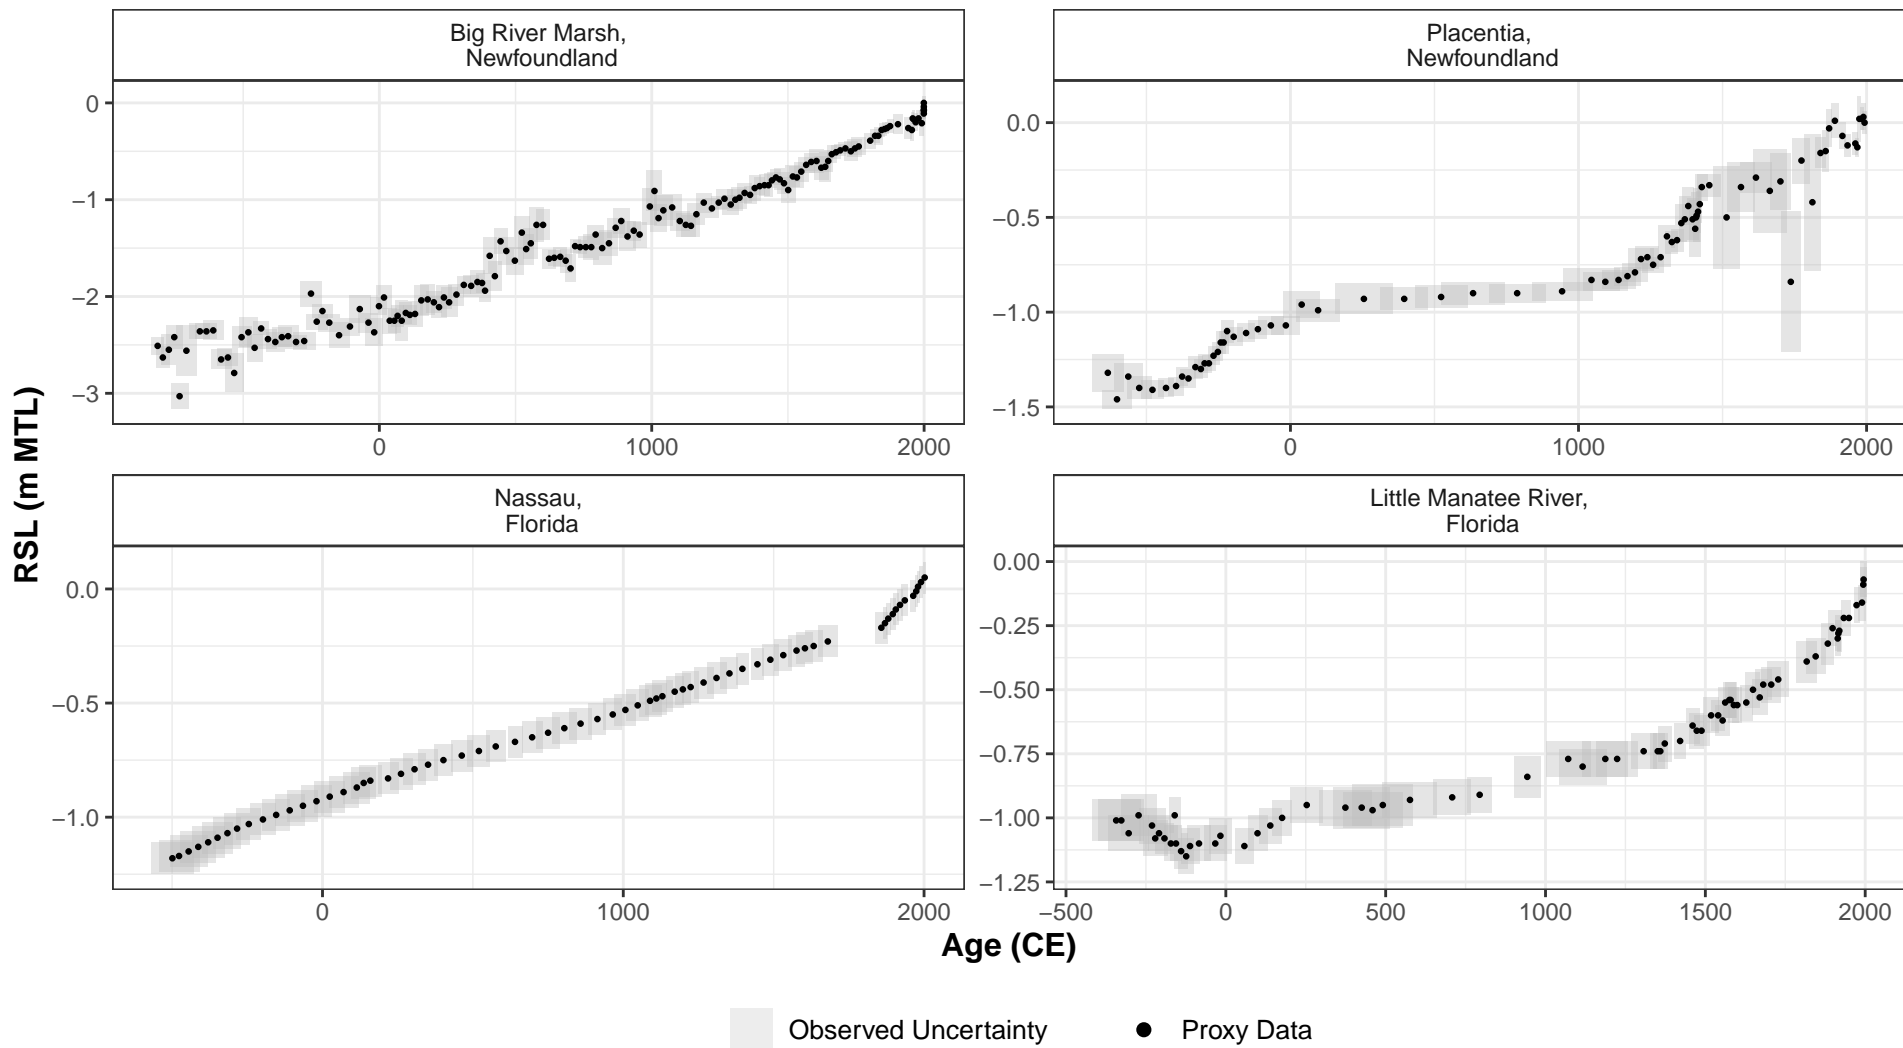 Big River Marsh,
Newfoundland
Placentia,
Newfoundland
0
−1
−2
−3
0
1000
2000
0.0
−0.5
−1.0
−1.5
0
1000
2000
RSL (m MTL)
Nassau,
Florida
Little Manatee River,
Florida
0.0
−0.5
−1.0
0
1000
2000
0.00
−0.25
−0.50
−0.75
−1.00
−1.25
−500
0
500
1000
1500
2000
Age (CE)
Observed Uncertainty
Proxy Data